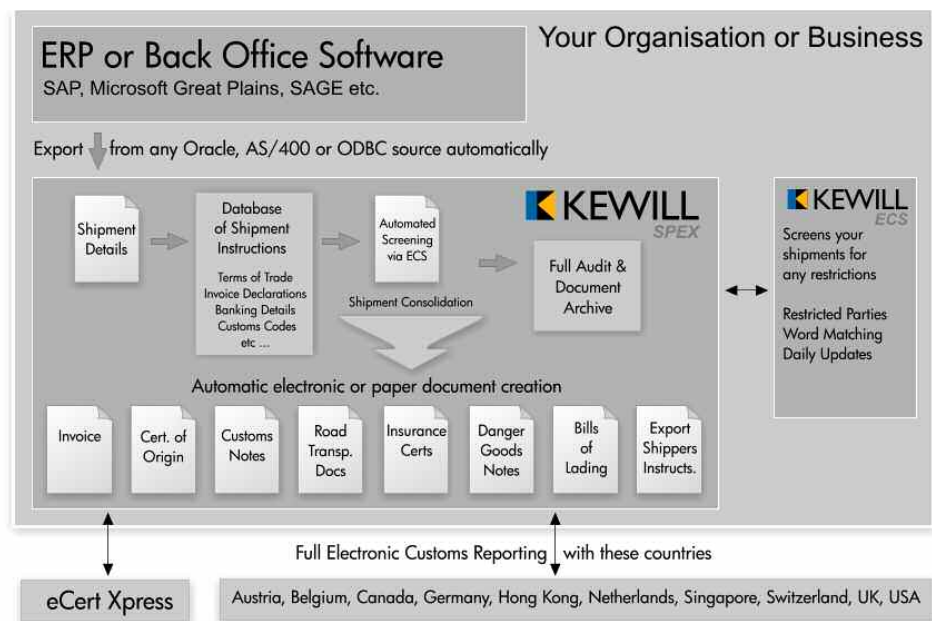 ERP or Back Office Software
SAP, Microsoft Great Plains, SAGE etc.
Your Organisation or Business
Export from any Oracle, AS/400 or ODBC source automatically
Shipment
Details
Database
of Shipment
Instructions
Terms of Trade
Invoice Declarations
Banking Details
Customs Codes
etc ...
Automated
Screening
via ECS
KEWILL
SPEX
Full Audit &
Document
Archive
KEWILL
ECS
Screens your
shipments for
any restrictions
Restricted Parties
Word Matching
Daily Updates
Shipment Consolidation
Automatic electronic or paper document creation
Invoice
Cert. of
Origin
Customs
Notes
Road
Transp.
Docs
Insurance
Certs
Danger
Goods
Notes
Bills
of
Lading
Export
Shippers
Instructs.
Full Electronic Customs Reporting with these countries
eCert Xpress
Austria, Belgium, Canada, Germany, Hong Kong, Netherlands, Singapore, Switzerland, UK, USA